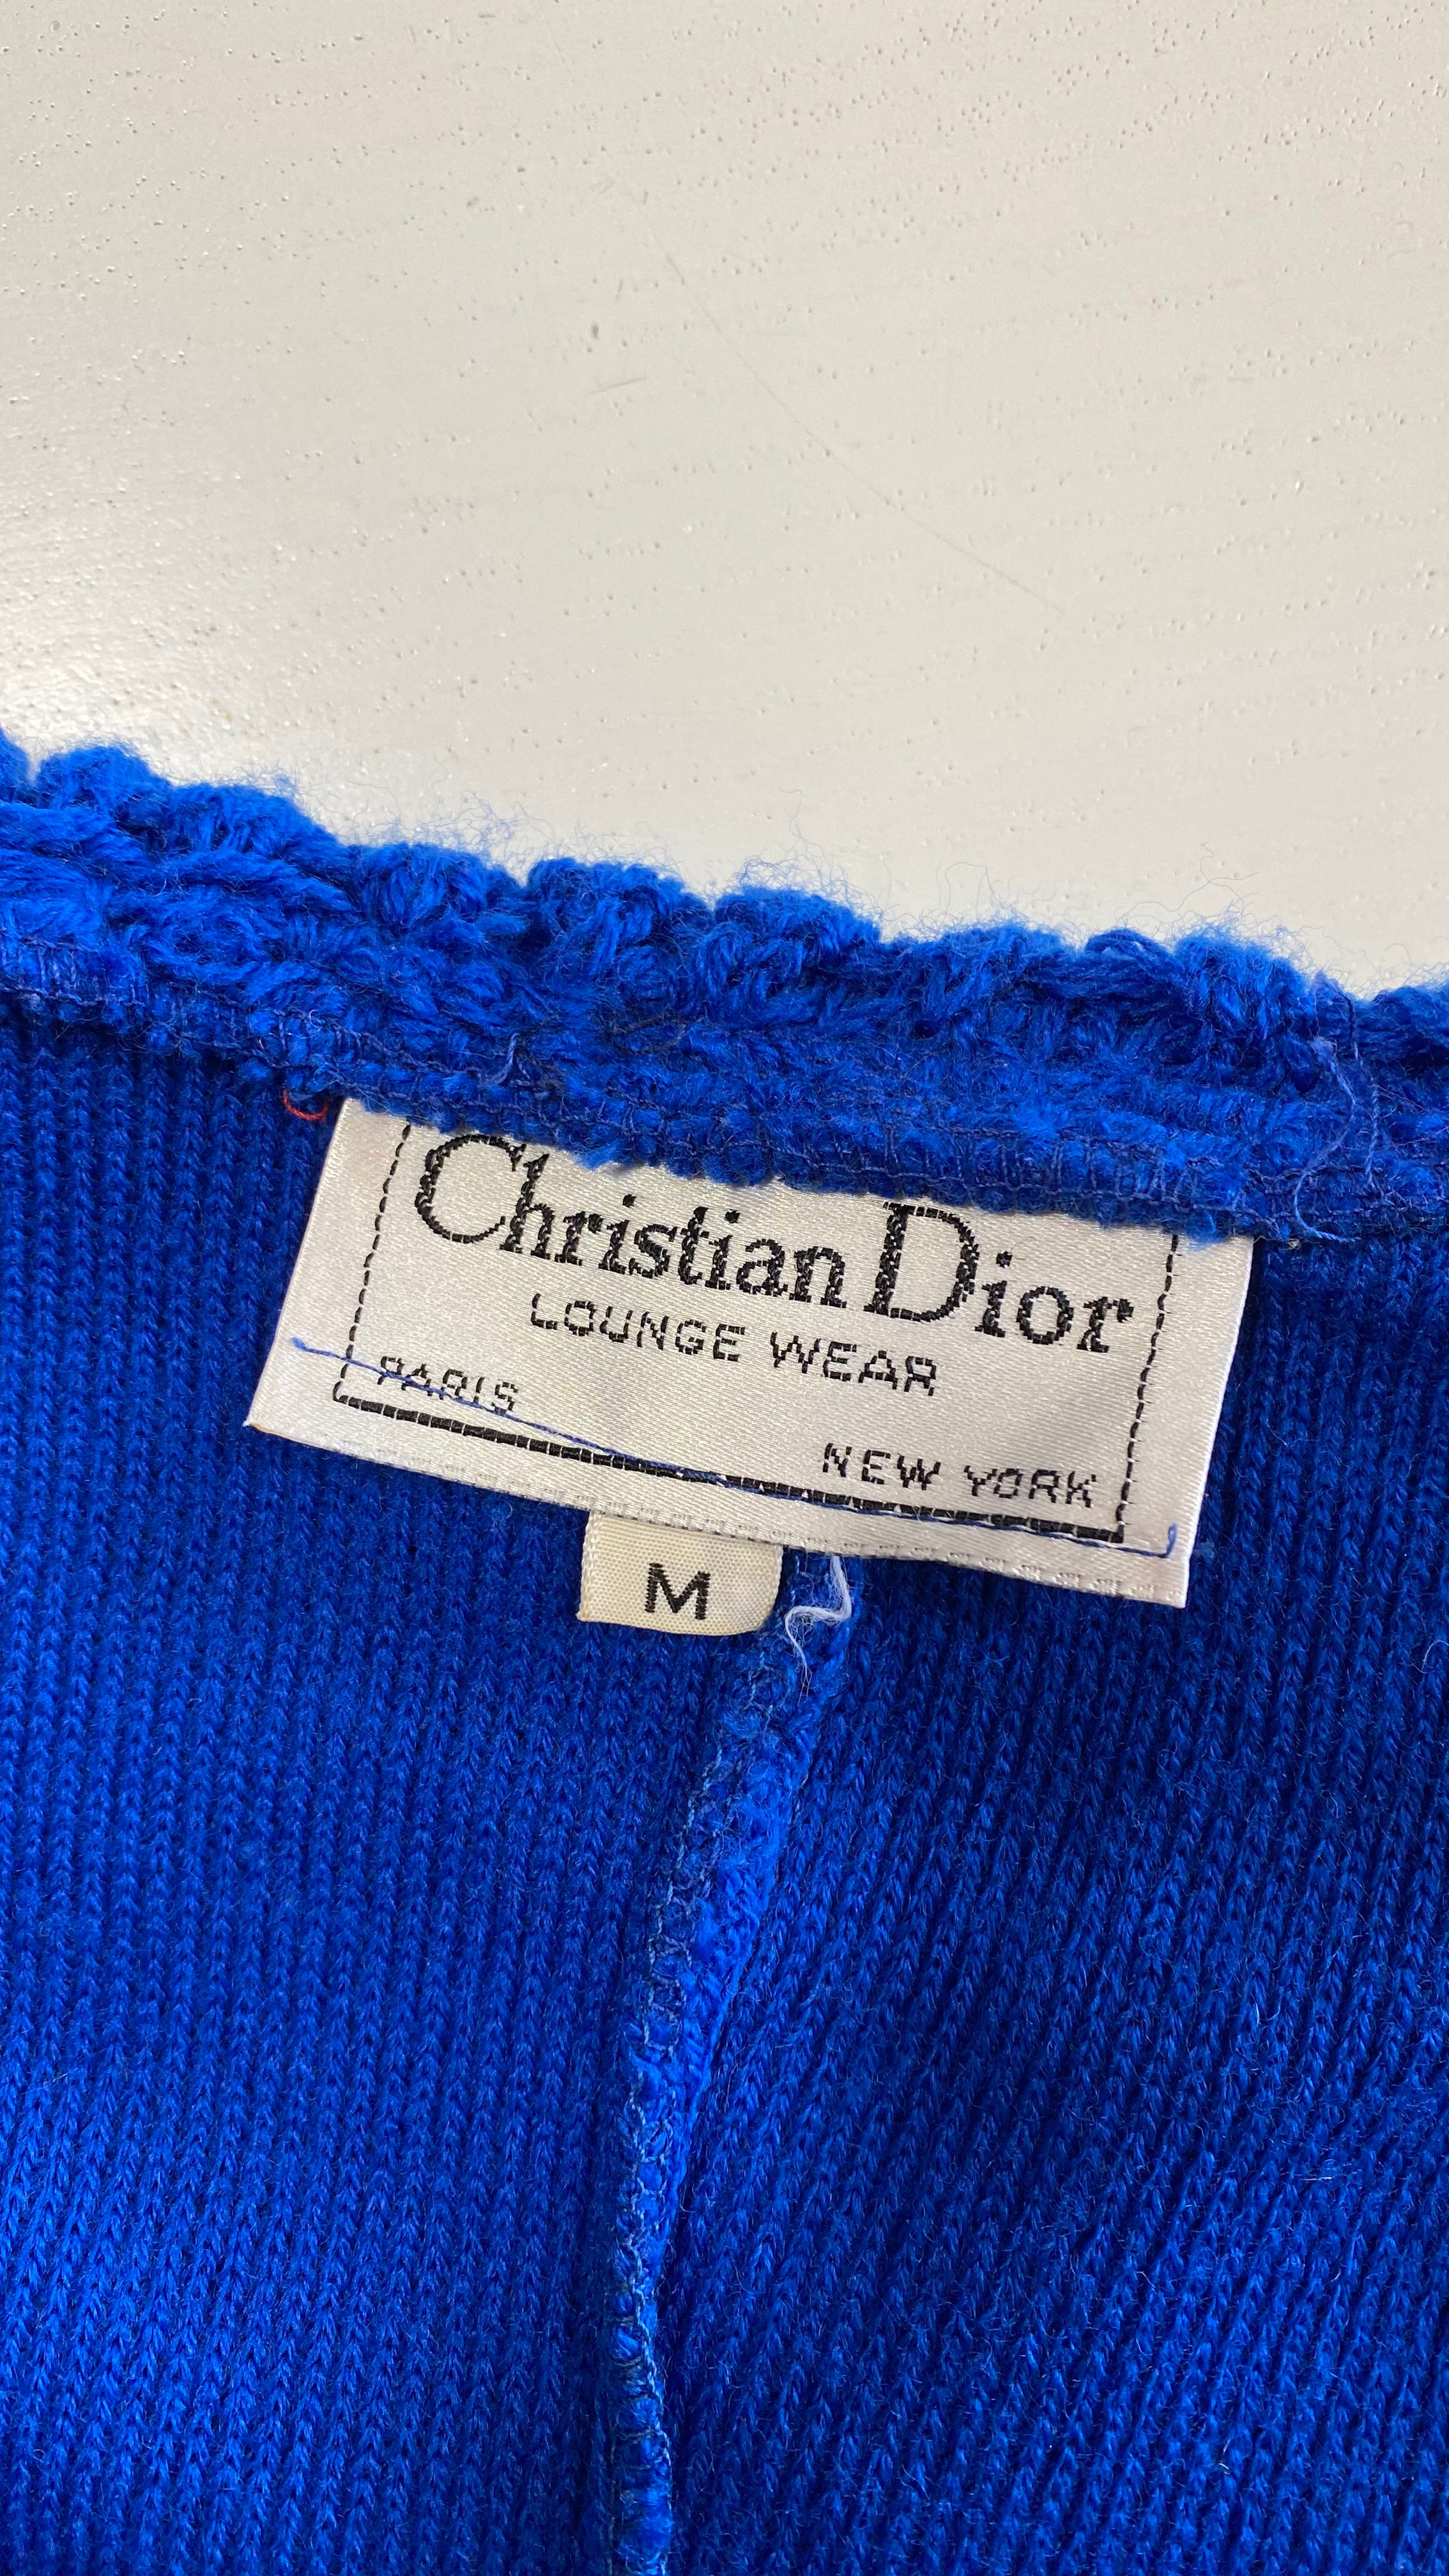 Christian Dior
LOUNGE WEAR
PARIS
NEW YORK
M